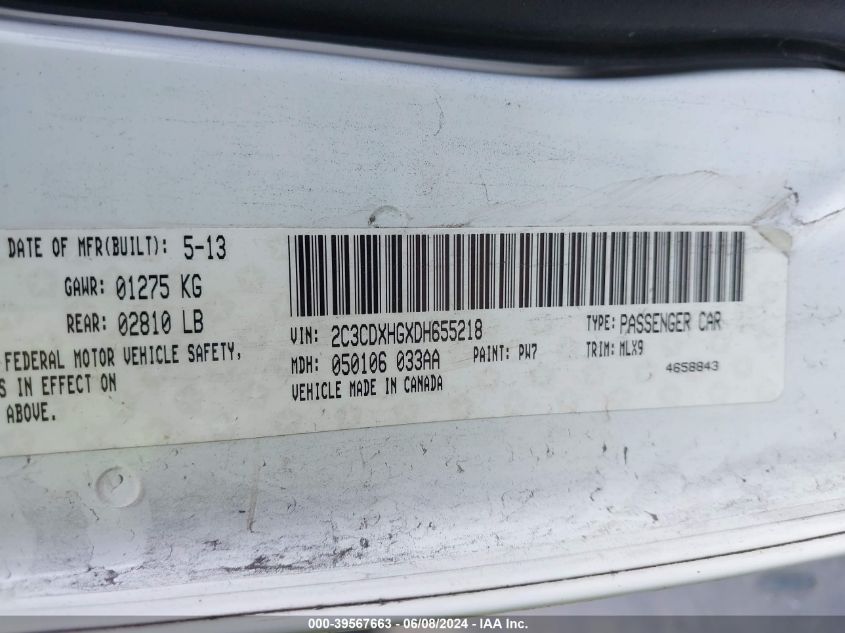 DATE OF MFR(BUILT): 5-13
GAWR: 01275 KG
REAR: 02810 LB
FEDERAL MOTOR VEHICLE SAFETY,
S IN EFFECT ON
ABOVE.
VIN: 2C3CDXHGXDH655218
TYPE: PASSENGER CAR
MDH: 050106 033AA
PAINT: PW7
TRIM: MLX9
VEHICLE MADE IN CANADA
4658843
000-39567663 - 06/08/2024 - IAA Inc.